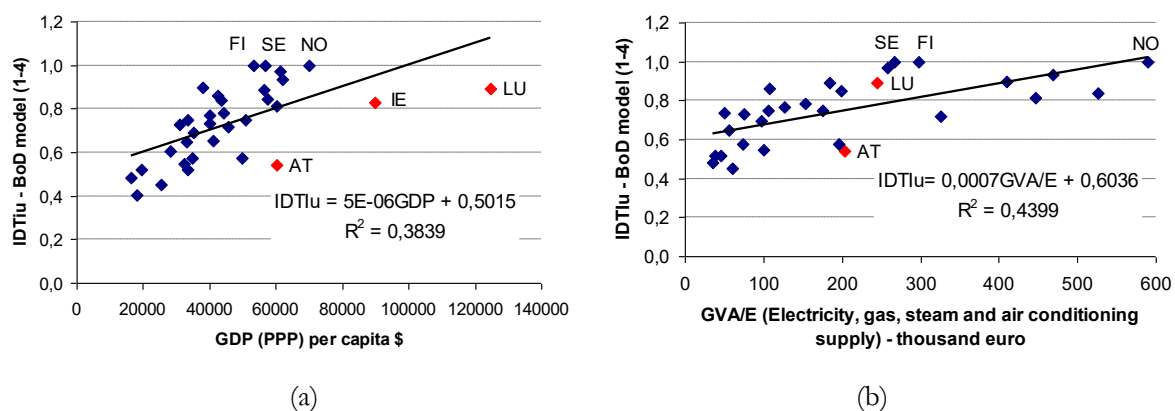 IDTiu - BoD model (1-4)
1,2
1,0
0,8
0,6
0,4
0,2
0,0
FI SE NO
LU
IE
AT
IDTIu = 5E-06GDP + 0,5015
R² = 0,3839
0 20000 40000 60000 80000 100000 120000 140000
GDP (PPP) per capita $
(a)
IDTIu - BoD model (1-4)
1,2
1,0
0,8
0,6
0,4
0,2
0,0
SE FI NO
LU
AT
IDTIu= 0,0007GVA/E + 0,6036
R² = 0,4399
0 100 200 300 400 500 600
GVA/E (Electricity, gas, steam and air conditioning
supply) - thousand euro
(b)